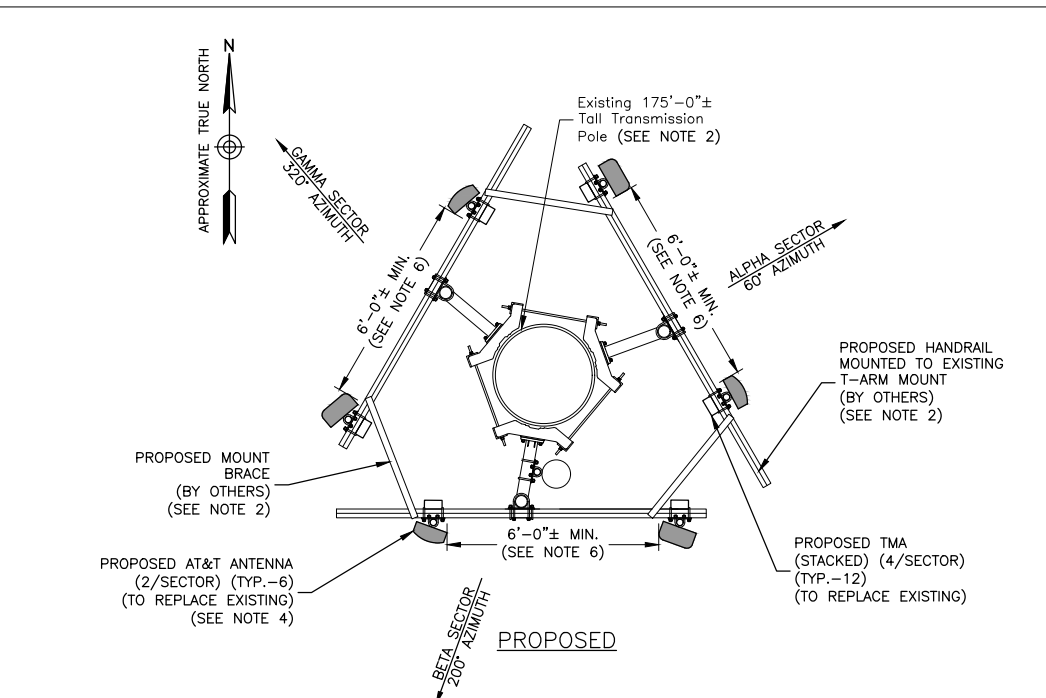 N
APPROXIMATE TRUE NORTH
GAMMA SECTOR
320° AZIMUTH
Existing 175'-0"±
Tall Transmission
Pole (SEE NOTE 2)
ALPHA SECTOR
60° AZIMUTH
6'-0"± MIN.
(SEE NOTE 6)
6'-0"± MIN.
(SEE NOTE 6)
PROPOSED HANDRAIL
MOUNTED TO EXISTING
T-ARM MOUNT
(BY OTHERS)
(SEE NOTE 2)
PROPOSED MOUNT
BRACE
(BY OTHERS)
(SEE NOTE 2)
6'-0"± MIN.
(SEE NOTE 6)
PROPOSED AT&T ANTENNA
(2/SECTOR) (TYP.-6)
(TO REPLACE EXISTING)
(SEE NOTE 4)
PROPOSED TMA
(STACKED) (4/SECTOR)
(TYP.-12)
(TO REPLACE EXISTING)
BETA SECTOR
200° AZIMUTH
PROPOSED